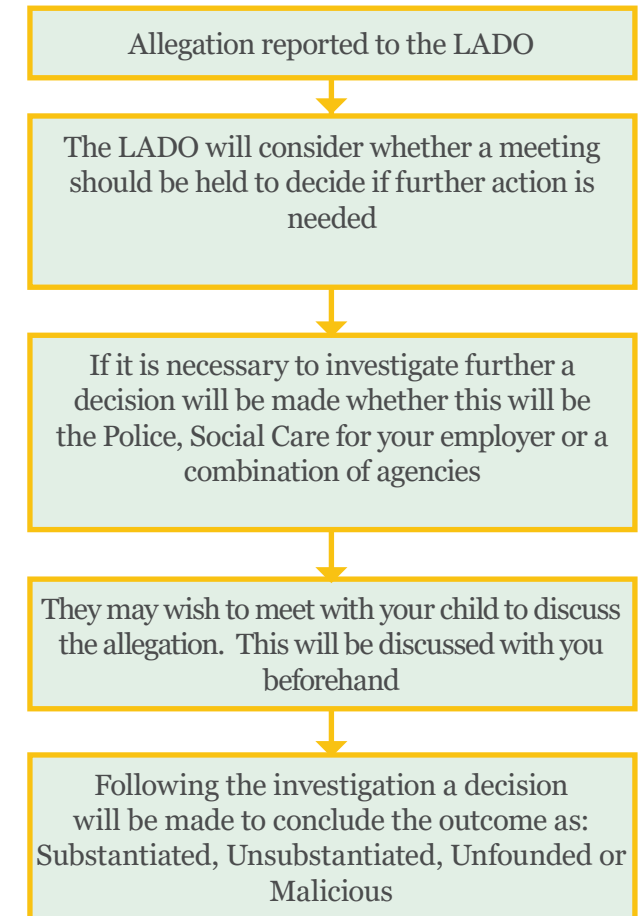 Allegation reported to the LADO
The LADO will consider whether a meeting
should be held to decide if further action is
needed
If it is necessary to investigate further a
decision will be made whether this will be
the Police, Social Care for your employer or a
combination of agencies
They may wish to meet with your child to discuss
the allegation.  This will be discussed with you
beforehand
Following the investigation a decision
will be made to conclude the outcome as:
Substantiated, Unsubstantiated, Unfounded or
Malicious